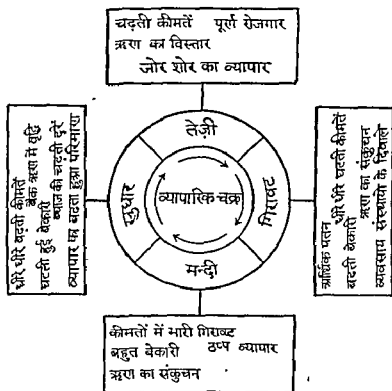 चढ़ती कीमतें पूर्ण रोजगार
ऋण का विस्तार
जोर शोर का व्यापार
तेज़ी
सुधार
व्यापारिक चक्र
गिरावट
मन्दी
धीरे धीरे बढ़ती कीमतें
बैंक ऋण में वृद्धि
घटती हुई बेकारी
ब्याज की चढ़ती दरें
व्यापार का बढ़ता हुआ परिमाण
आर्थिक पतन
धीरे धीरे घटती कीमतें
बढ़ती बेकारी
ऋण का संकुचन
व्यवसाय संस्थाओं के दिवाले
कीमतों में भारी गिरावट
बहुत बेकारी ठप्प व्यापार
ऋण का संकुचन